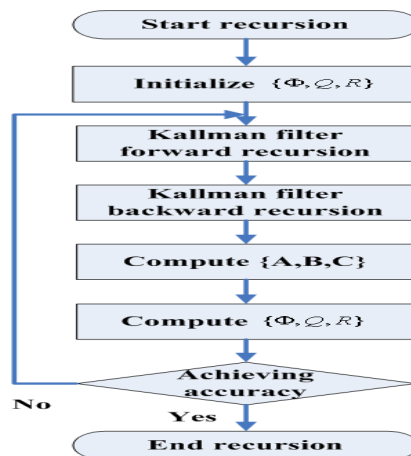 Start recursion
Initialize {Φ, Q, R}
Kallman filter
forward recursion
Kallman filter
backward recursion
Compute {A,B,C}
Compute {Φ, Q, R}
Achieving
accuracy
No
Yes
End recursion